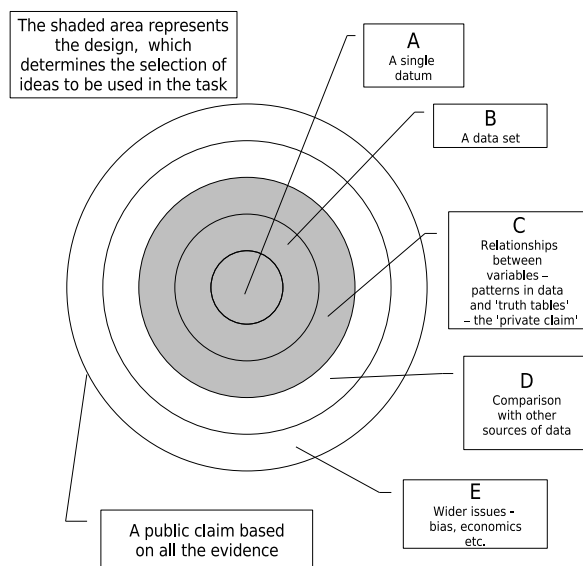 The shaded area represents
the design, which
determines the selection of
ideas to be used in the task
A
A single
datum
B
A data set
C
Relationships
between
variables –
patterns in data
and 'truth tables'
– the 'private claim'
D
Comparison
with other
sources of data
E
Wider issues -
bias, economics
etc.
A public claim based
on all the evidence